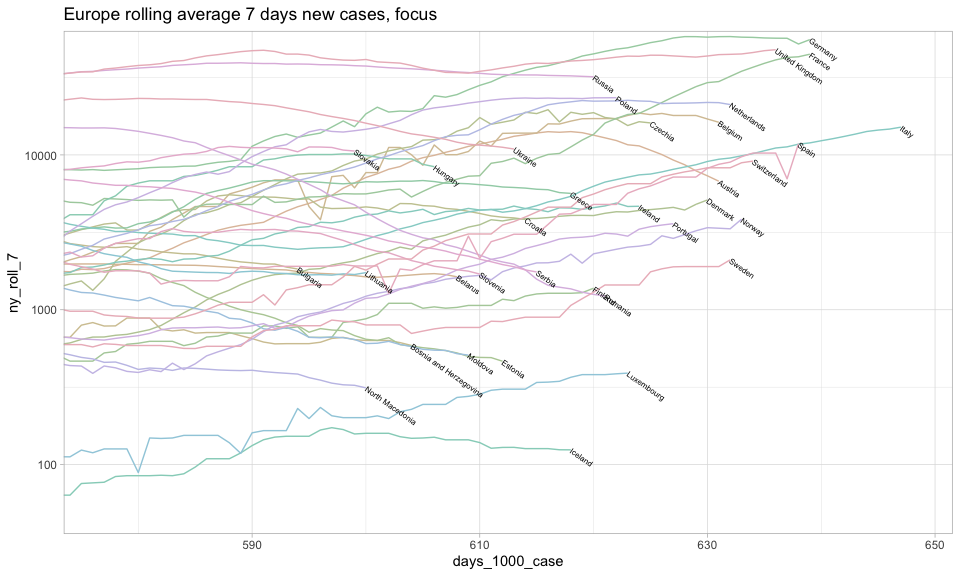 Europe rolling average 7 days new cases, focus
ny_roll_7
10000
1000
100
Germany
France
United Kingdom
Russia
Poland
Netherlands
Belgium
Czechia
Italy
Spain
Switzerland
Ukraine
Slovakia
Hungary
Austria
Greece
Ireland
Denmark
Norway
Portugal
Croatia
Sweden
Serbia
Slovenia
Belarus
Lithuania
Bulgaria
Finland
Romania
Bosnia and Herzegovina
Moldova
Estonia
Luxembourg
North Macedonia
Iceland
590
610
630
650
days_1000_case